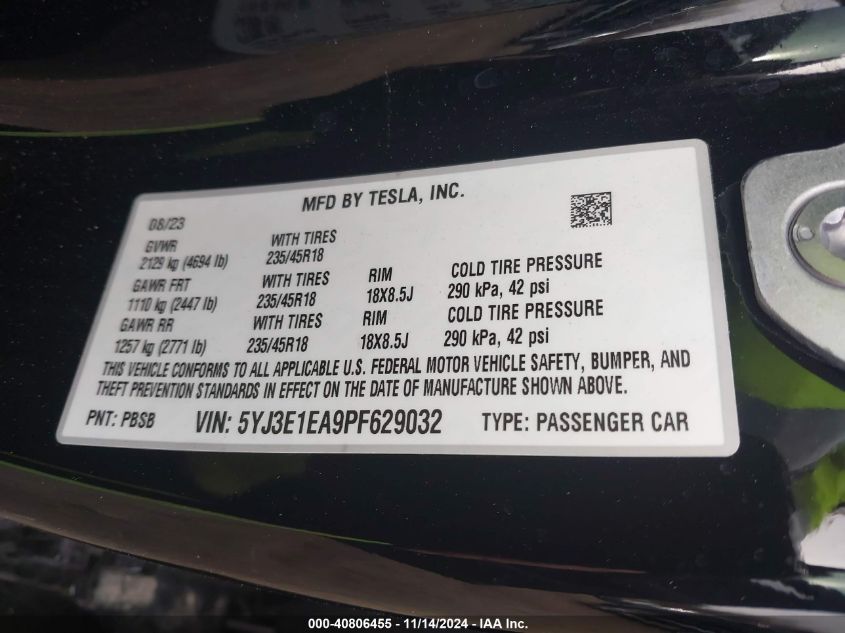 MFD BY TESLA, INC.
08/23
GVWR WITH TIRES
2129 kg (4694 lb) 235/45R18
GAWR FRT WITH TIRES RIM COLD TIRE PRESSURE
1110 kg (2447 lb) 235/45R18 18X8.5J 290 kPa, 42 psi
GAWR RR WITH TIRES RIM COLD TIRE PRESSURE
1257 kg (2771 lb) 235/45R18 18X8.5J 290 kPa, 42 psi
THIS VEHICLE CONFORMS TO ALL APPLICABLE U.S. FEDERAL MOTOR VEHICLE SAFETY, BUMPER, AND
THEFT PREVENTION STANDARDS IN EFFECT ON THE DATE OF MANUFACTURE SHOWN ABOVE.
PNT: PBSB VIN: 5YJ3E1EA9PF629032 TYPE: PASSENGER CAR
000-40806455 - 11/14/2024 - IAA Inc.